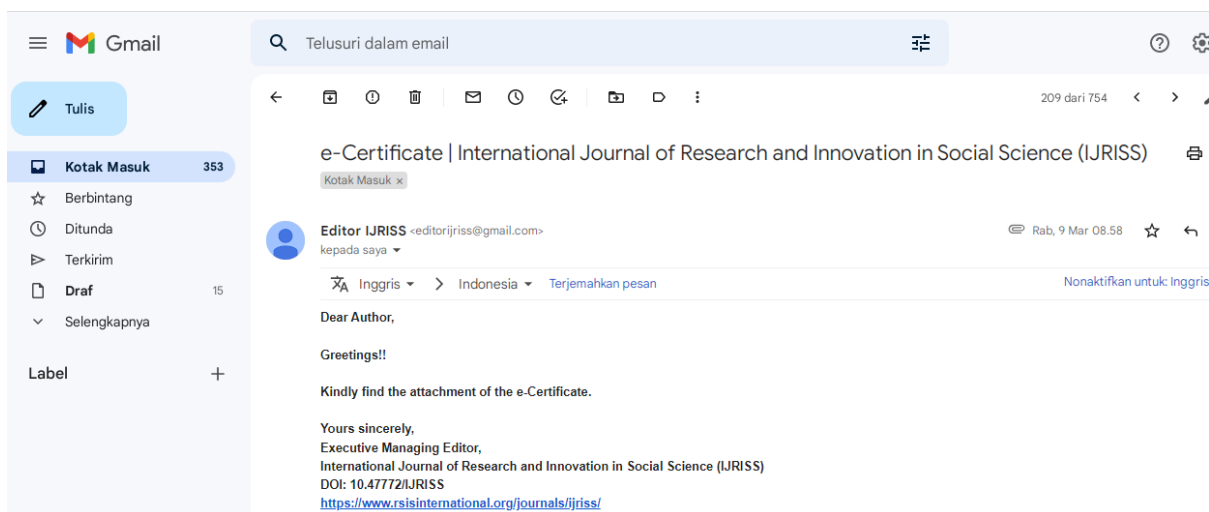 Gmail
Telusuri dalam email
Tulis
209 dari 754
Kotak Masuk 353
Berbintang
Ditunda
Terkirim
Draf 15
Selengkapnya
Label
e-Certificate | International Journal of Research and Innovation in Social Science (IJRISS)
Kotak Masuk ×
Editor IJRISS <editorijriss@gmail.com>
Rab, 9 Mar 08.58
kepada saya
Inggris > Indonesia Terjemahkan pesan
Nonaktifkan untuk: Inggris
Dear Author,
Greetings!!
Kindly find the attachment of the e-Certificate.
Yours sincerely,
Executive Managing Editor,
International Journal of Research and Innovation in Social Science (IJRISS)
DOI: 10.47772/IJRISS
https://www.rsisinternational.org/journals/ijriss/